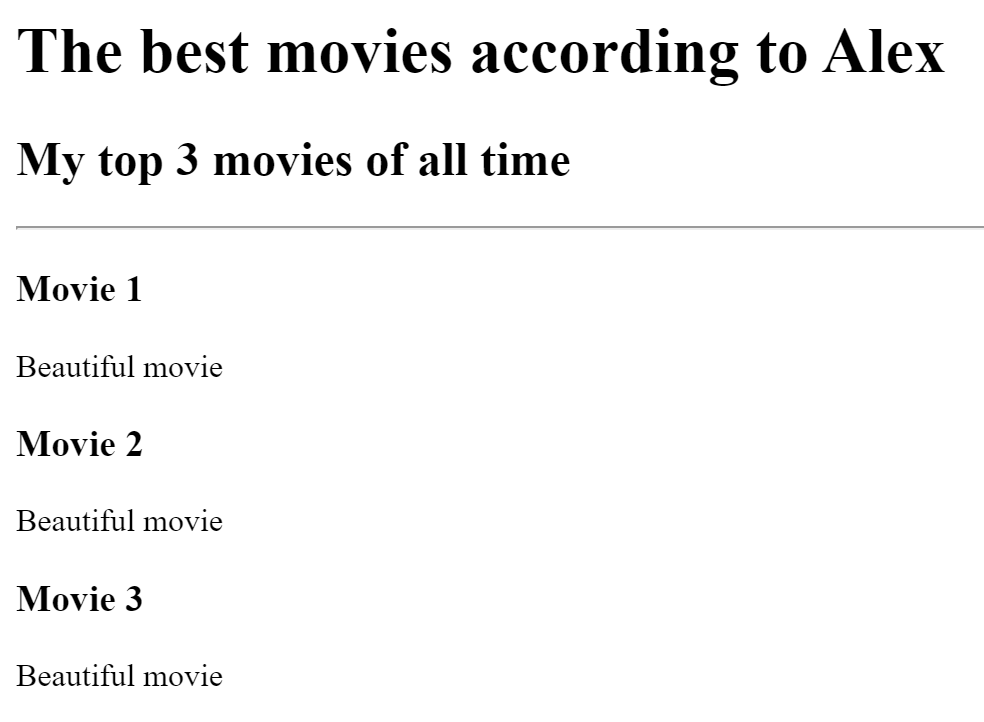 The best movies according to Alex
My top 3 movies of all time
Movie 1
Beautiful movie
Movie 2
Beautiful movie
Movie 3
Beautiful movie